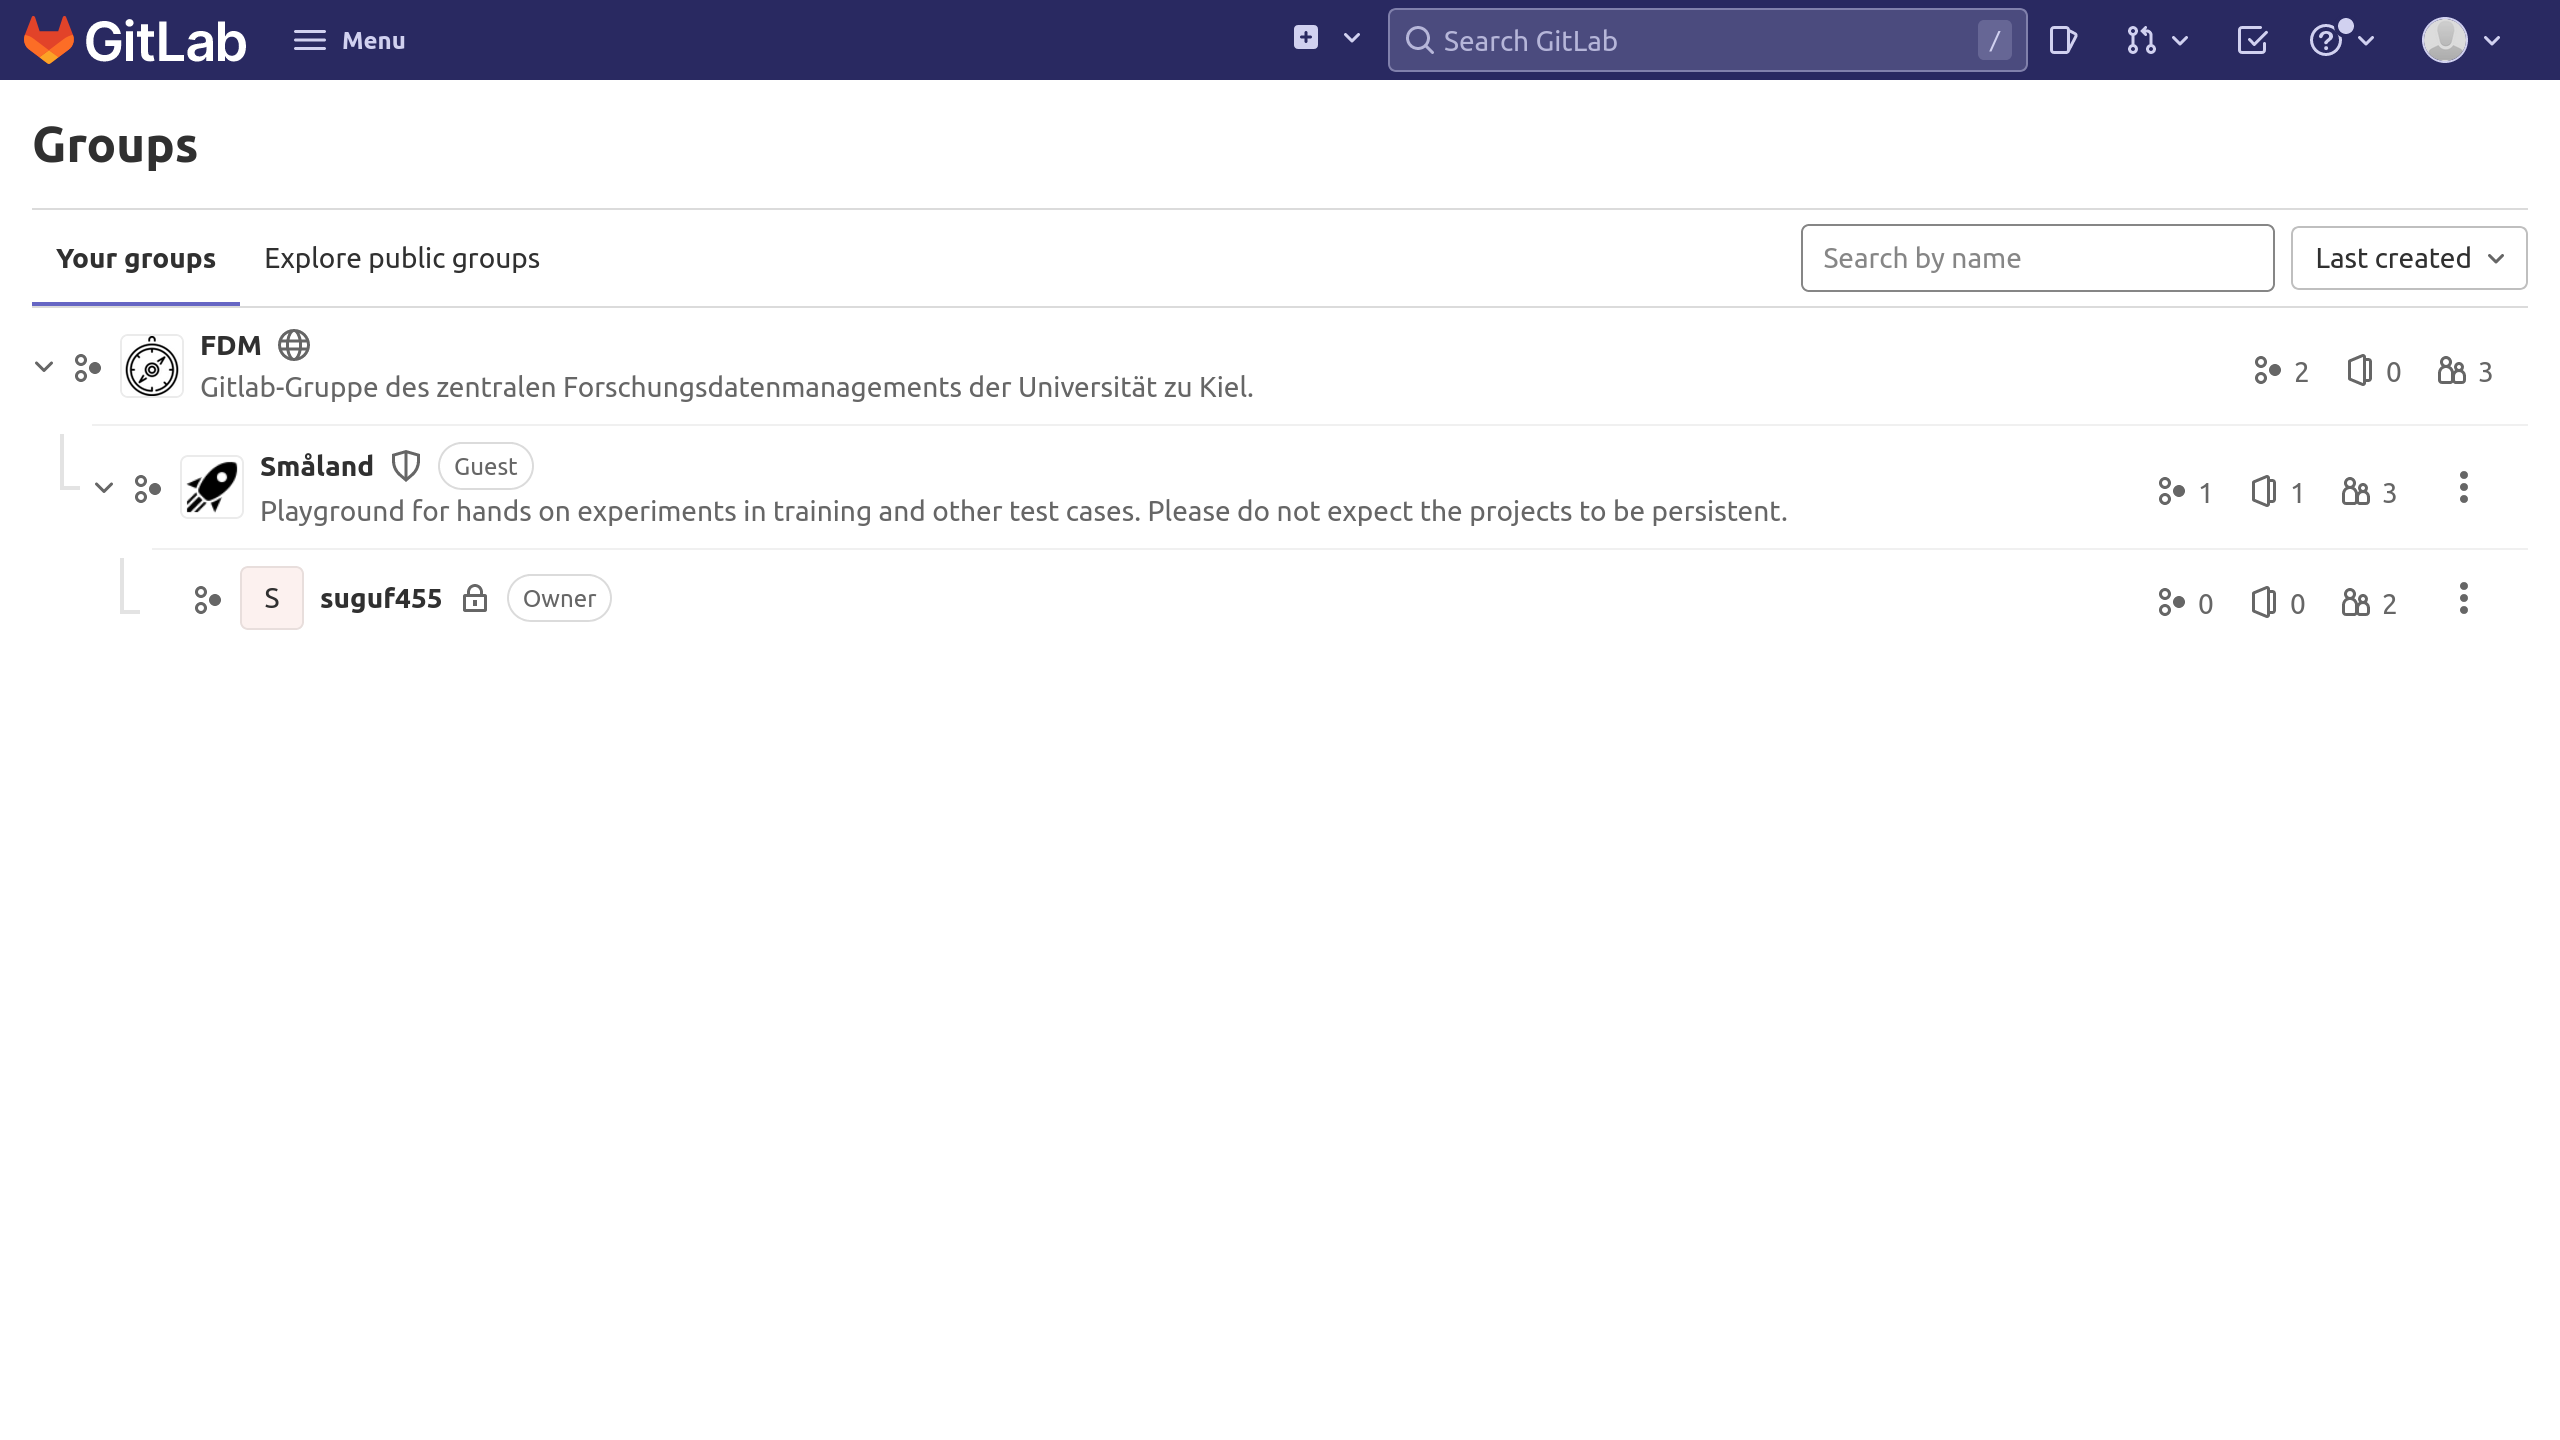 GitLab Menu Search GitLab /
Groups
Your groups Explore public groups Search by name Last created
FDM
Gitlab-Gruppe des zentralen Forschungsdatenmanagements der Universität zu Kiel. 2 0 3
Småland Guest
Playground for hands on experiments in training and other test cases. Please do not expect the projects to be persistent. 1 1 3
S suguf455 Owner 0 0 2